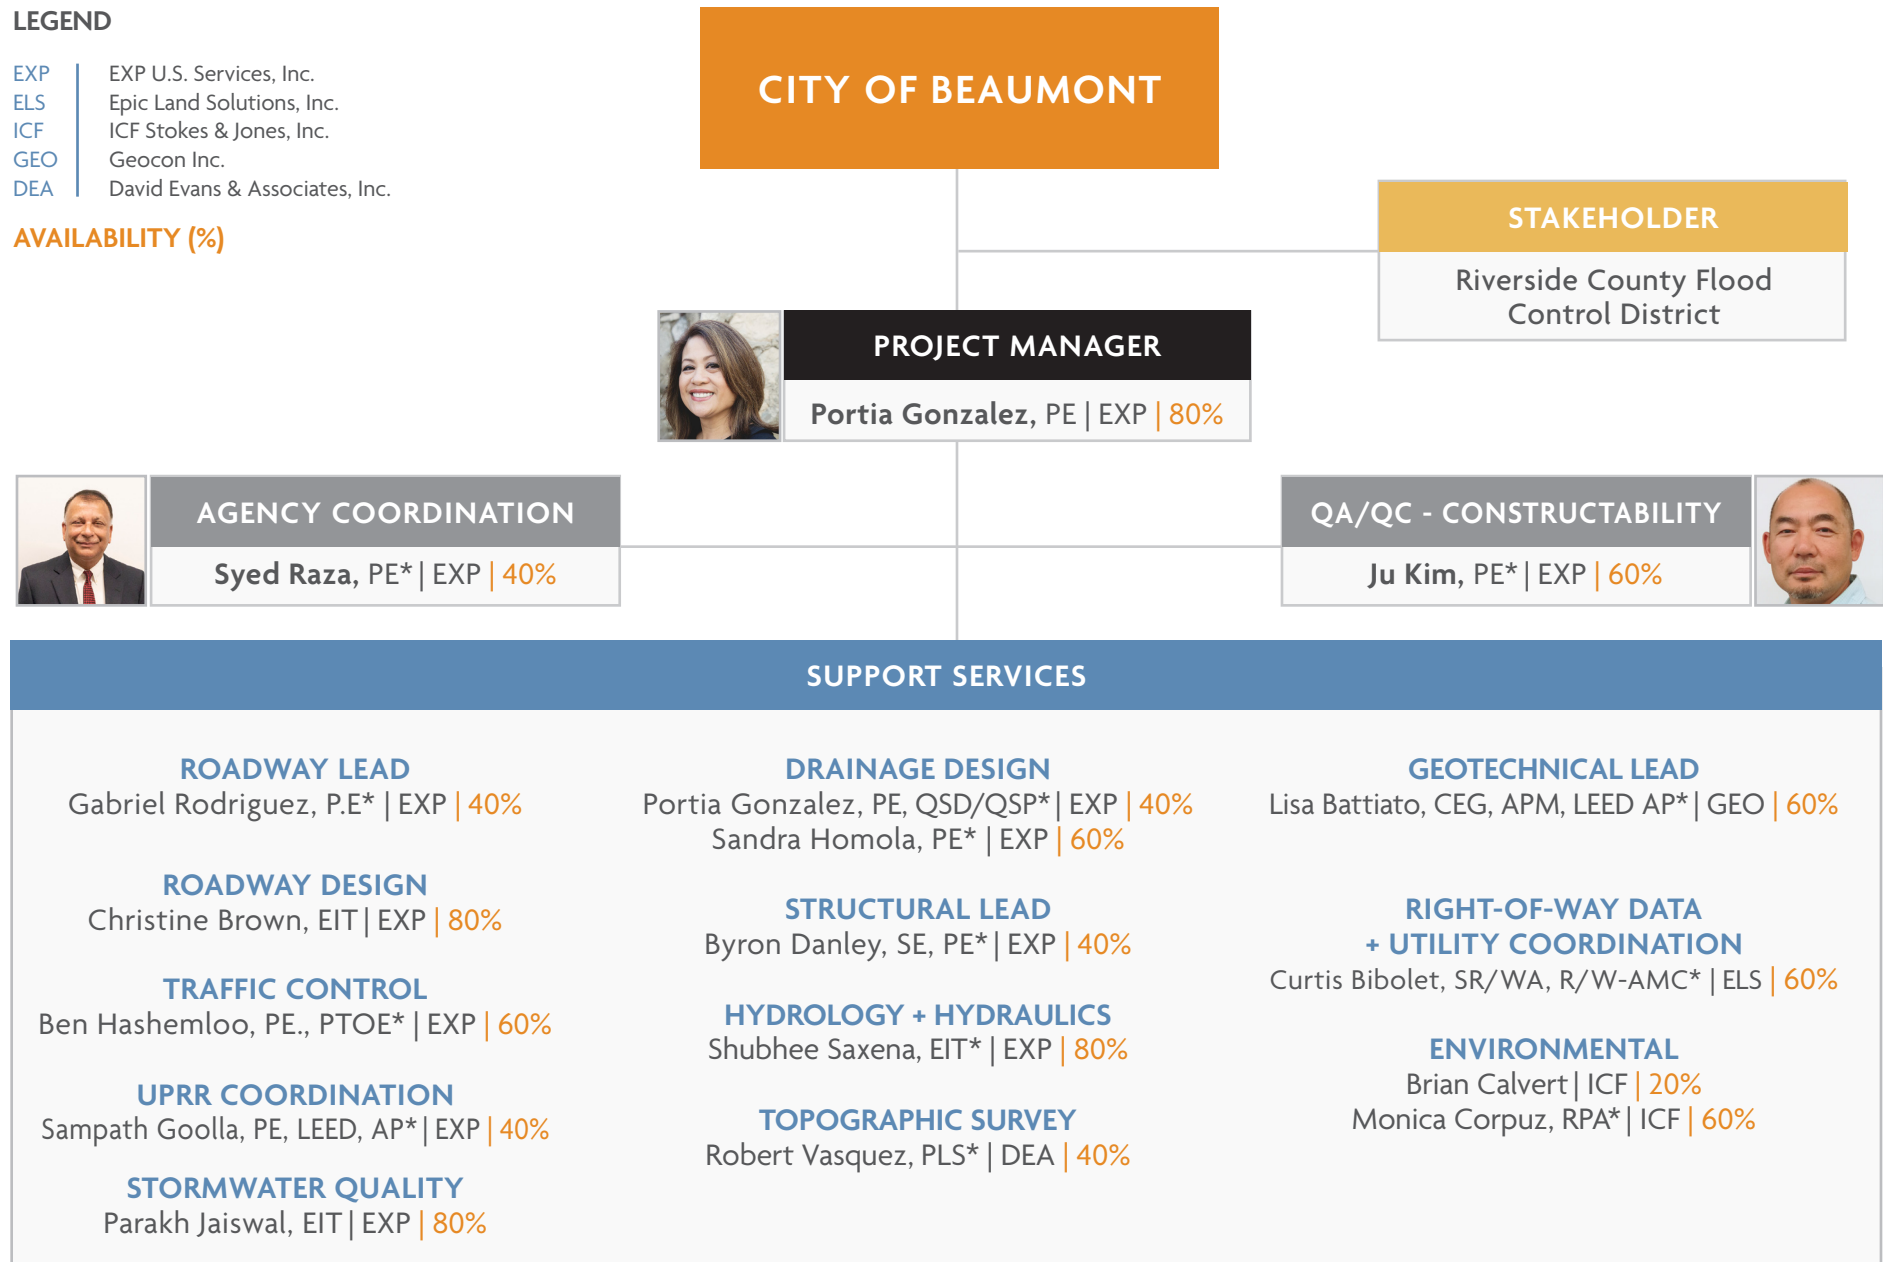 LEGEND
EXP | EXP U.S. Services, Inc.
ELS | Epic Land Solutions, Inc.
ICF | ICF Stokes & Jones, Inc.
GEO | Geocon Inc.
DEA | David Evans & Associates, Inc.
AVAILABILITY (%)
CITY OF BEAUMONT
STAKEHOLDER
Riverside County Flood
Control District
PROJECT MANAGER
Portia Gonzalez, PE | EXP | 80%
AGENCY COORDINATION
Syed Raza, PE* | EXP | 40%
QA/QC - CONSTRUCTABILITY
Ju Kim, PE* | EXP | 60%
SUPPORT SERVICES
ROADWAY LEAD
Gabriel Rodriguez, P.E* | EXP | 40%
ROADWAY DESIGN
Christine Brown, EIT | EXP | 80%
TRAFFIC CONTROL
Ben Hashemloo, PE., PTOE* | EXP | 60%
UPRR COORDINATION
Sampath Goolla, PE, LEED, AP* | EXP | 40%
STORMWATER QUALITY
Parakh Jaiswal, EIT | EXP | 80%
DRAINAGE DESIGN
Portia Gonzalez, PE, QSD/QSP* | EXP | 40%
Sandra Homola, PE* | EXP | 60%
STRUCTURAL LEAD
Byron Danley, SE, PE* | EXP | 40%
HYDROLOGY + HYDRAULICS
Shubhee Saxena, EIT* | EXP | 80%
TOPOGRAPHIC SURVEY
Robert Vasquez, PLS* | DEA | 40%
GEOTECHNICAL LEAD
Lisa Battiato, CEG, APM, LEED AP* | GEO | 60%
RIGHT-OF-WAY DATA
+ UTILITY COORDINATION
Curtis Bibolet, SR/WA, R/W-AMC* | ELS | 60%
ENVIRONMENTAL
Brian Calvert | ICF | 20%
Monica Corpuz, RPA* | ICF | 60%